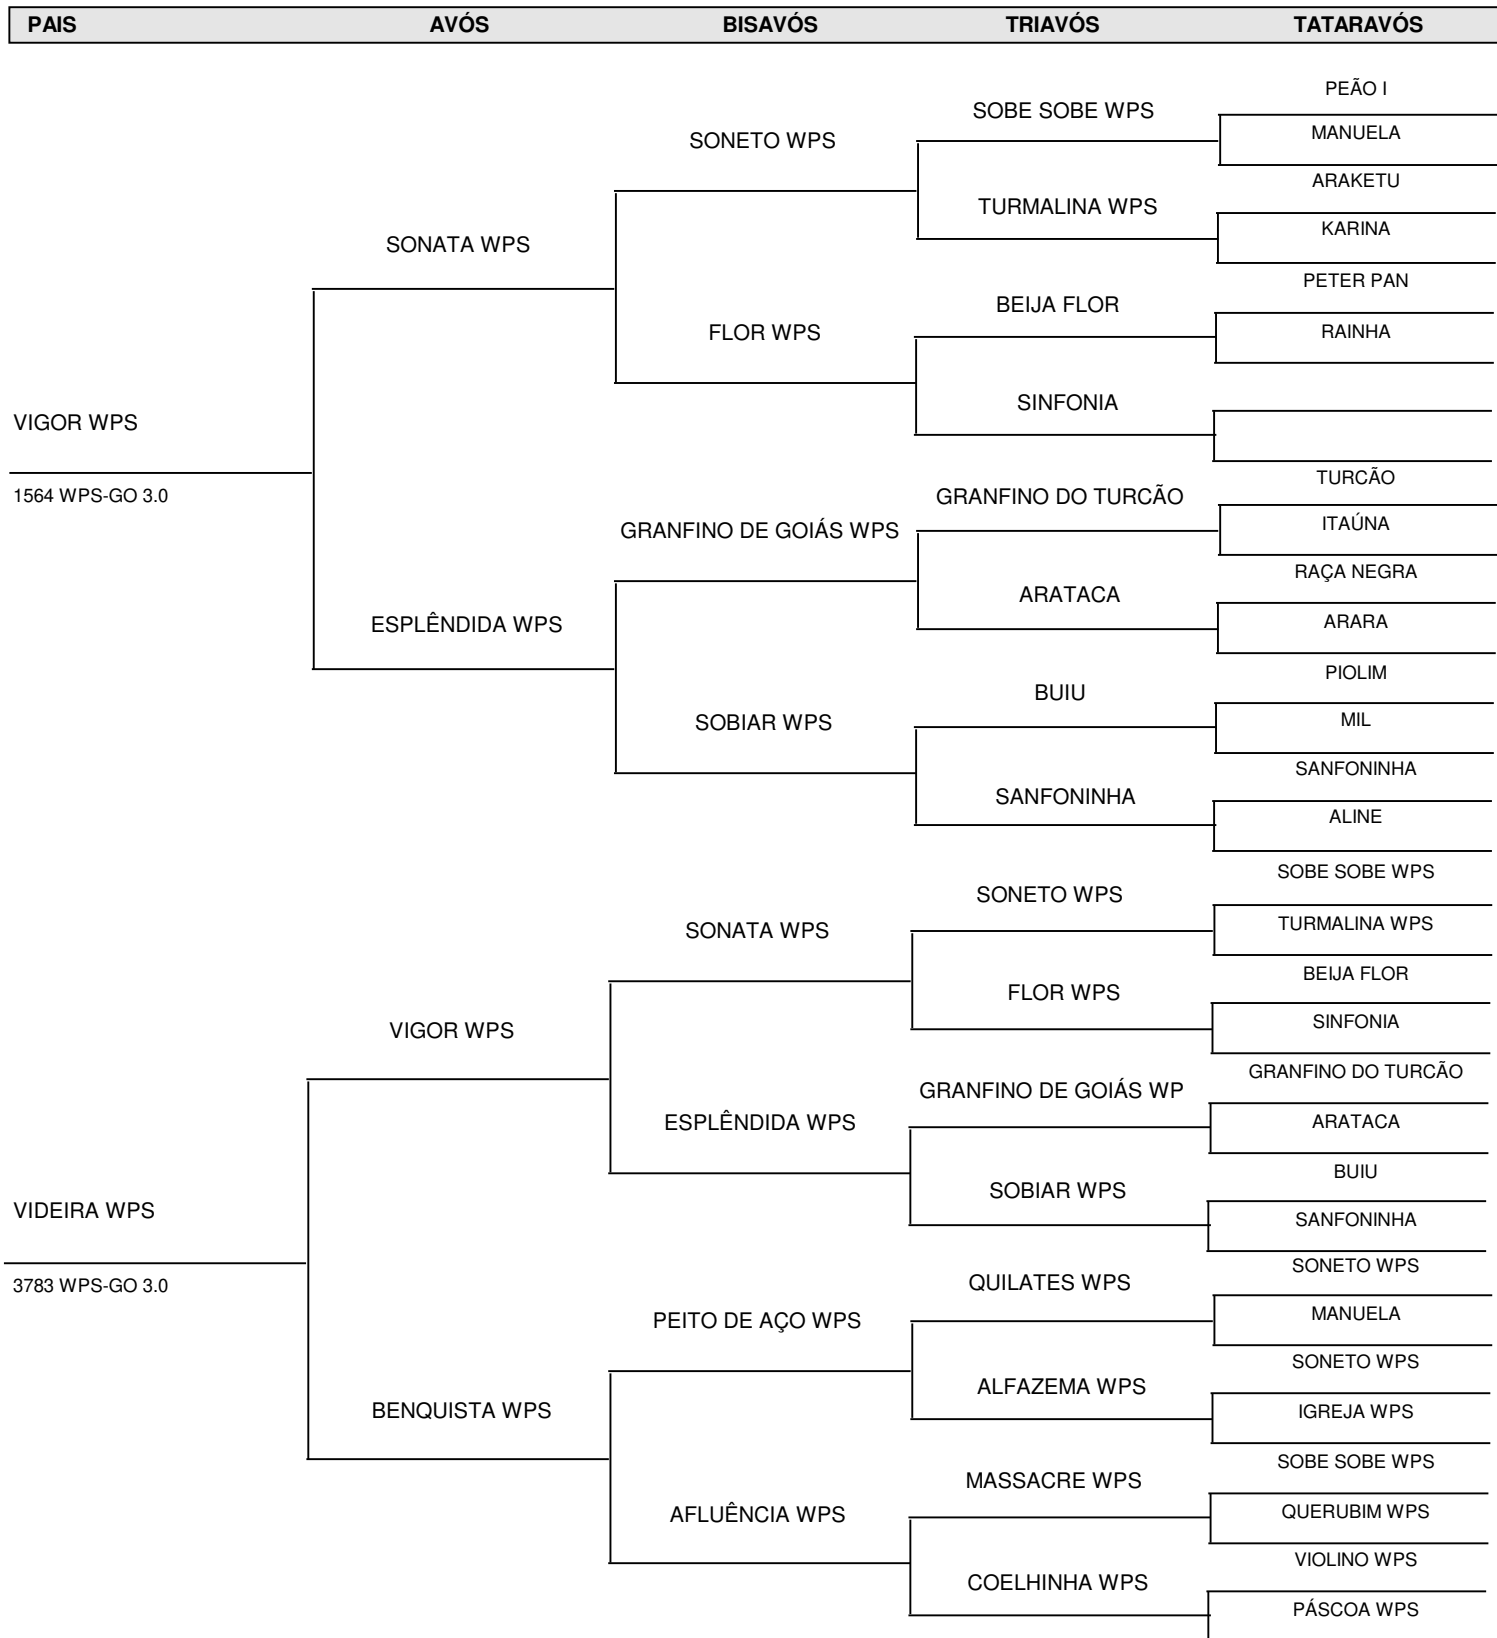 PAIS AVÓS BISAVÓS TRIAVÓS TATARAVÓS
PEÃO I
SOBE SOBE WPS
MANUELA
SONETO WPS
ARAKETU
TURMALINA WPS
KARINA
SONATA WPS
PETER PAN
BEIJA FLOR
RAINHA
FLOR WPS
SINFONIA
VIGOR WPS
TURCÃO
1564 WPS-GO 3.0
GRANFINO DO TURCÃO
ITAÚNA
GRANFINO DE GOIÁS WPS
RAÇA NEGRA
ARATACA
ARARA
ESPLÊNDIDA WPS
PIOLIM
BUIU
MIL
SOBIAR WPS
SANFONINHA
SANFONINHA
ALINE
SOBE SOBE WPS
SONETO WPS
TURMALINA WPS
SONATA WPS
BEIJA FLOR
FLOR WPS
SINFONIA
VIGOR WPS
GRANFINO DO TURCÃO
GRANFINO DE GOIÁS WP
ARATACA
ESPLÊNDIDA WPS
BUIU
SOBIAR WPS
VIDEIRA WPS
SANFONINHA
SONETO WPS
3783 WPS-GO 3.0
QUILATES WPS
MANUELA
PEITO DE AÇO WPS
SONETO WPS
ALFAZEMA WPS
BENQUISTA WPS
IGREJA WPS
SOBE SOBE WPS
MASSACRE WPS
QUERUBIM WPS
AFLUÊNCIA WPS
VIOLINO WPS
COELHINHA WPS
PÁSCOA WPS